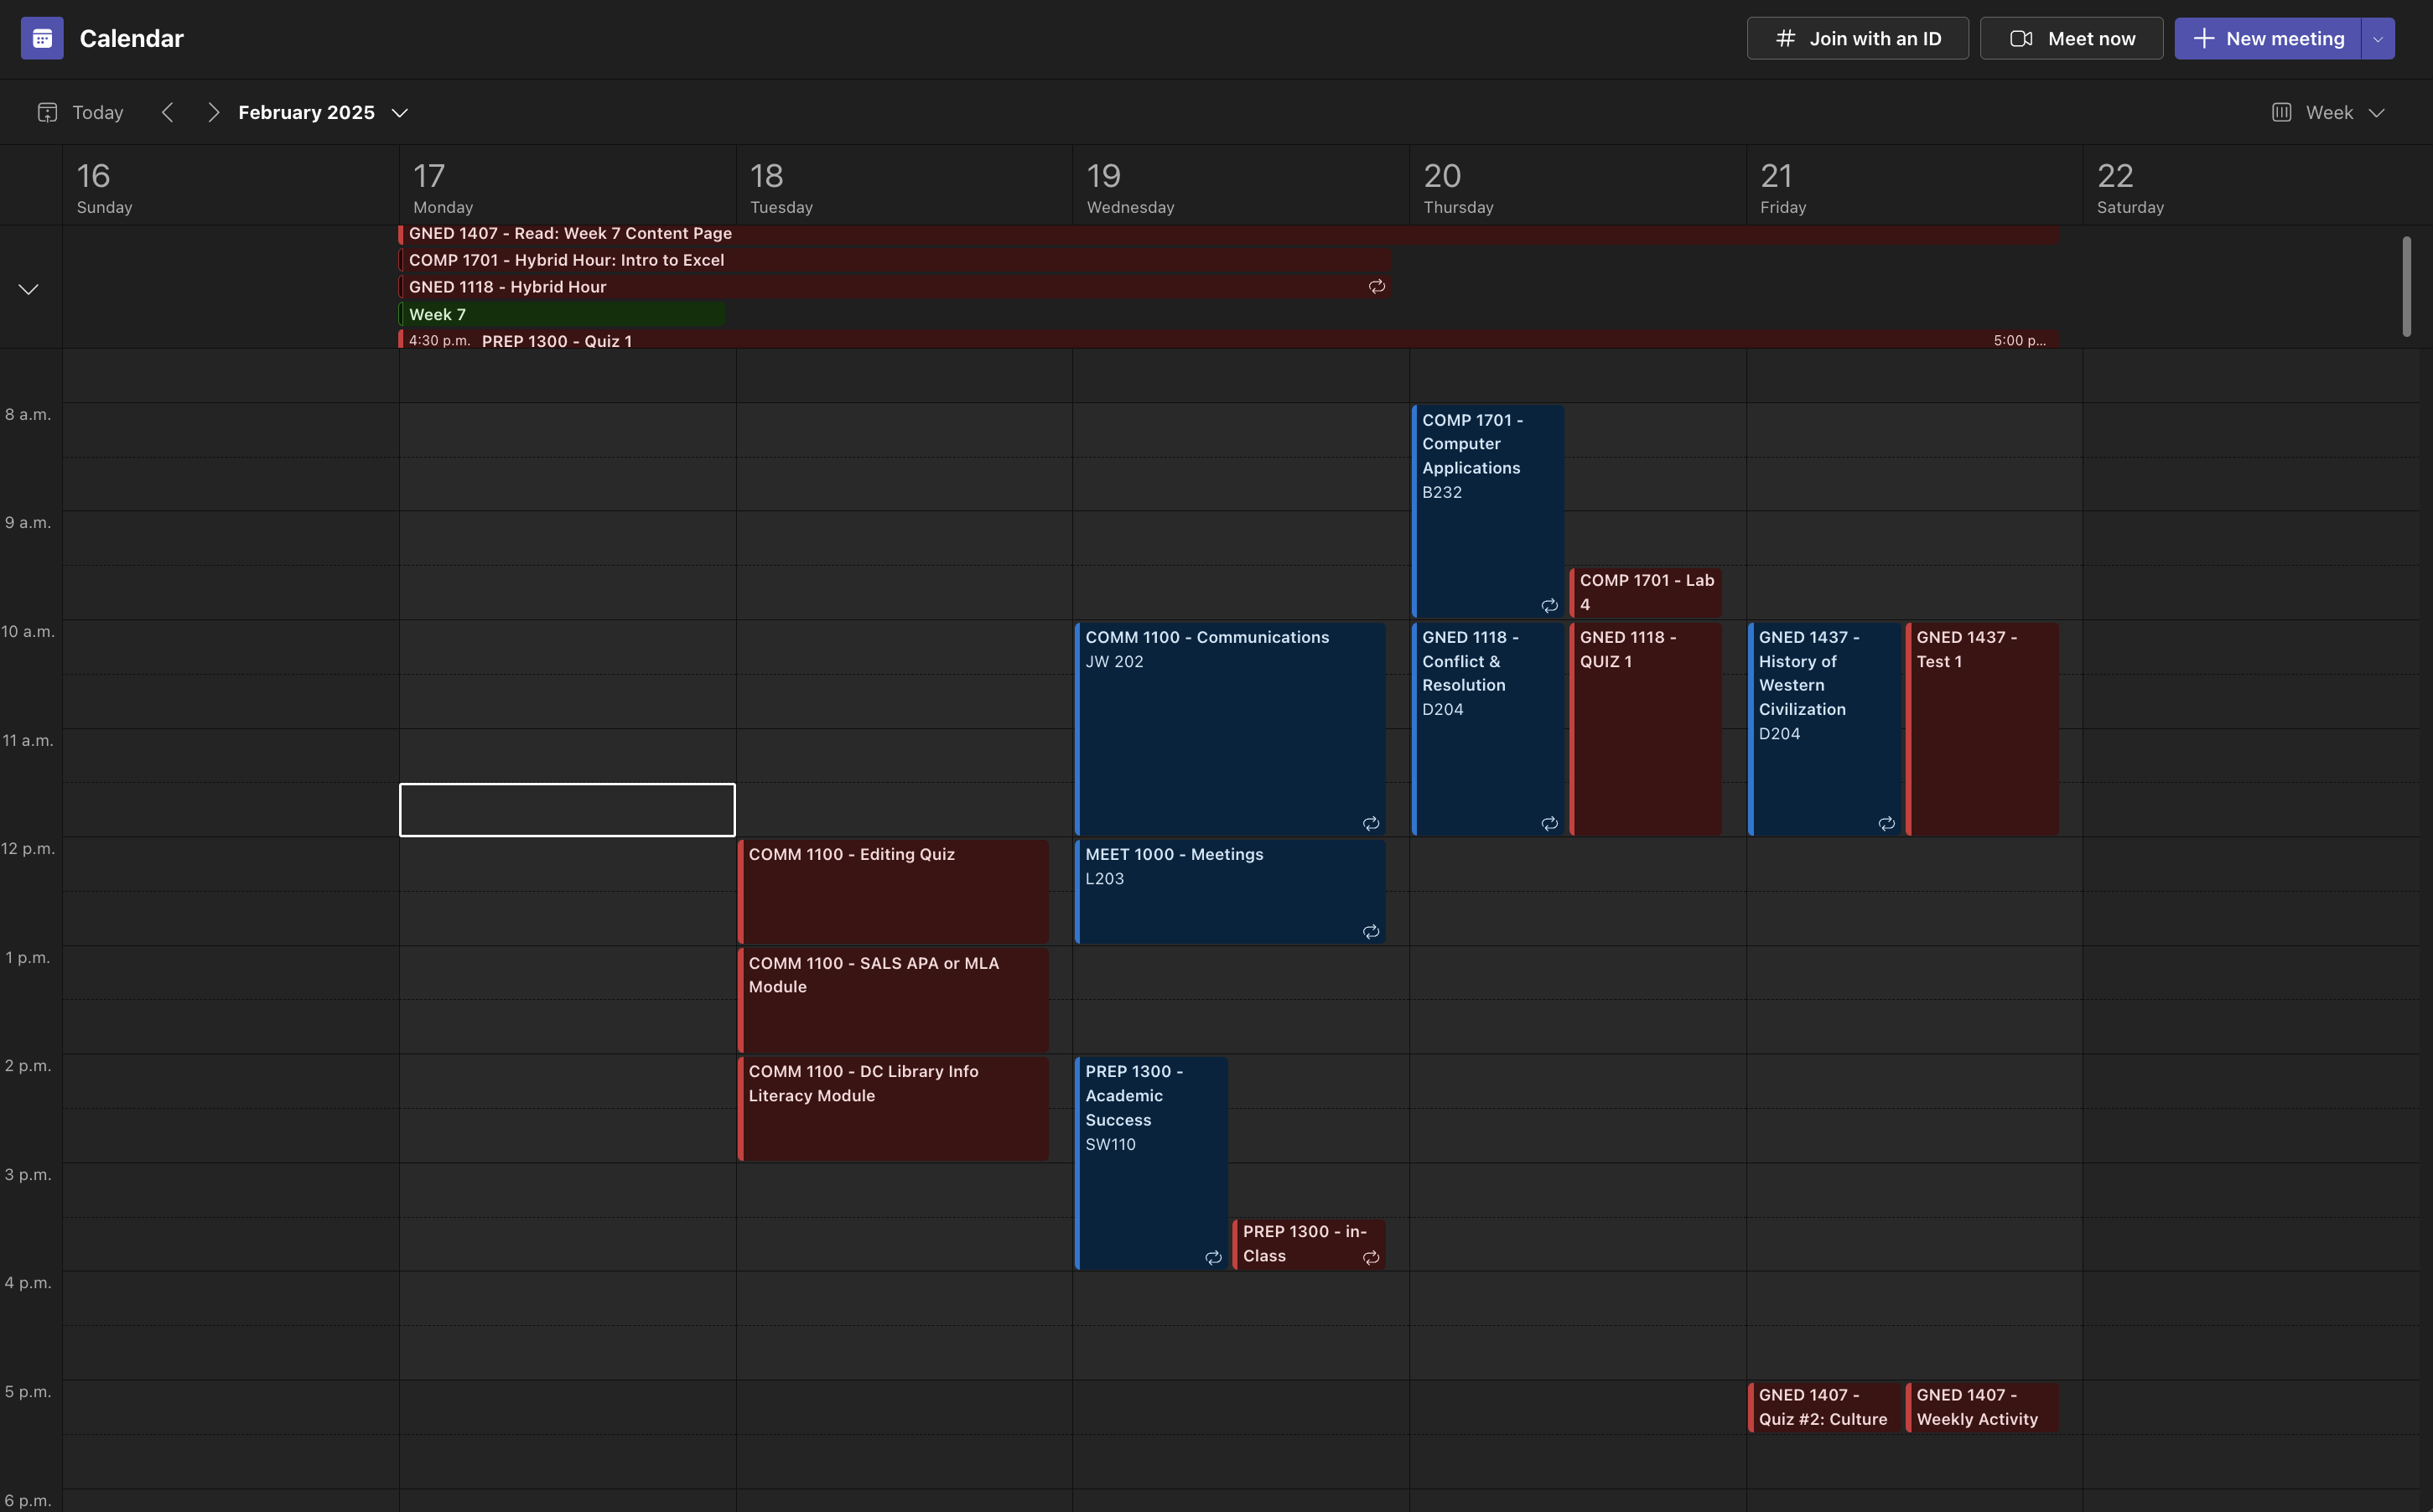 Calendar
Join with an ID
Meet now
New meeting
Today
February 2025
Week
16
Sunday
17
Monday
18
Tuesday
19
Wednesday
20
Thursday
21
Friday
22
Saturday
GNED 1407 - Read: Week 7 Content Page
COMP 1701 - Hybrid Hour: Intro to Excel
GNED 1118 - Hybrid Hour
Week 7
4:30 p.m. PREP 1300 - Quiz 1 5:00 p...
8 a.m.
9 a.m.
10 a.m.
11 a.m.
12 p.m.
1 p.m.
2 p.m.
3 p.m.
4 p.m.
5 p.m.
6 p.m.
COMM 1100 - Editing Quiz
COMM 1100 - SALS APA or MLA
Module
COMM 1100 - DC Library Info
Literacy Module
COMM 1100 - Communications
JW 202
MEET 1000 - Meetings
L203
PREP 1300 -
Academic
Success
SW110
PREP 1300 - in-
Class
COMP 1701 -
Computer
Applications
B232
COMP 1701 - Lab
4
GNED 1118 -
Conflict &
Resolution
D204
GNED 1118 -
QUIZ 1
GNED 1437 -
History of
Western
Civilization
D204
GNED 1437 -
Test 1
GNED 1407 -
Quiz #2: Culture
GNED 1407 -
Weekly Activity